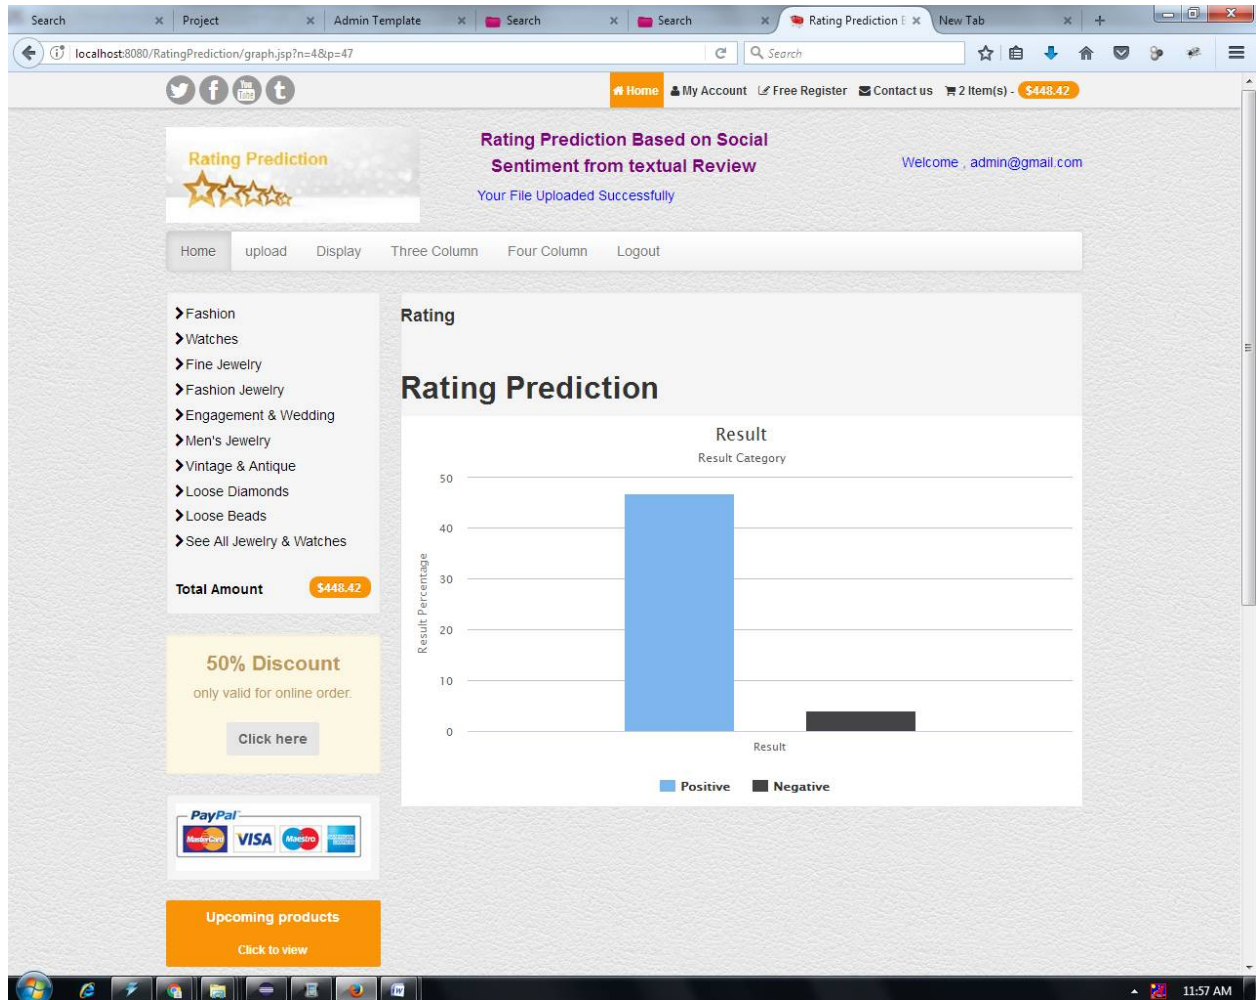 Search
Project
Admin Template
Search
Search
Rating Prediction
New Tab
localhost:8080/RatingPrediction/graph.jsp?n=4&p=47
Search
You
Tube
Home My Account Free Register Contact us 2 Item(s) - $448.42
Rating Prediction
Rating Prediction Based on Social
Sentiment from textual Review
Your File Uploaded Successfully
Welcome , admin@gmail.com
Home upload Display Three Column Four Column Logout
Fashion
Watches
Fine Jewelry
Fashion Jewelry
Engagement & Wedding
Men's Jewelry
Vintage & Antique
Loose Diamonds
Loose Beads
See All Jewelry & Watches
Total Amount $448.42
50% Discount
only valid for online order.
Click here
PayPal
MasterCard VISA Maestro
Upcoming products
Click to view
Rating
Rating Prediction
Result
Result Category
Result Percentage
50
40
30
20
10
0
Result
Positive Negative
11:57 AM